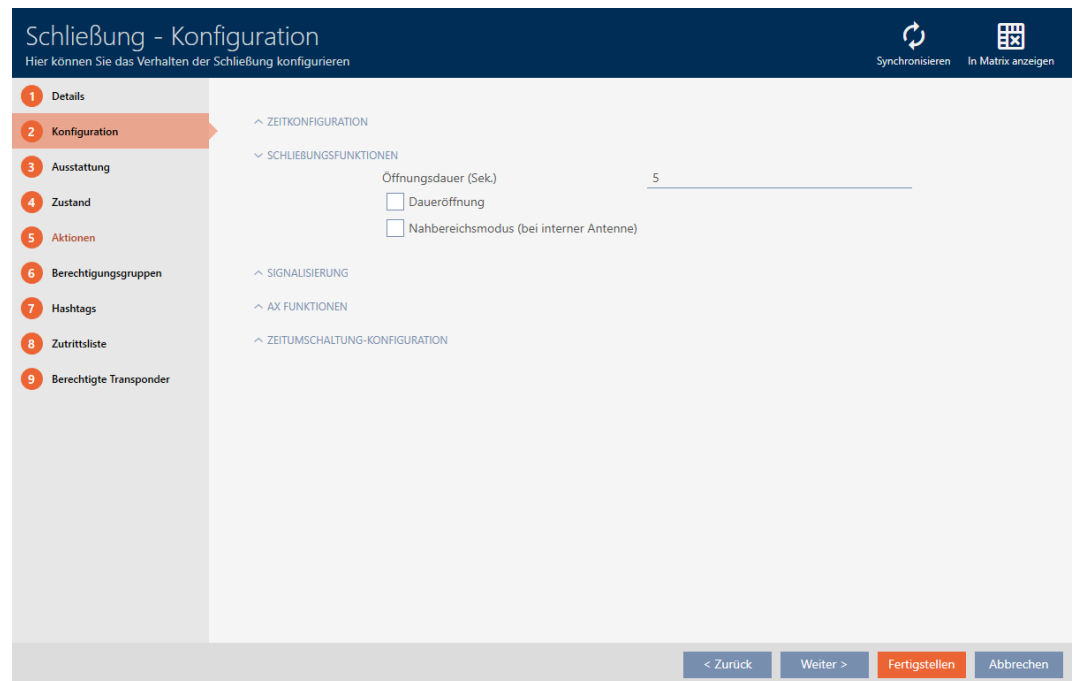 Schließung - Konfiguration
Hier können Sie das Verhalten der Schließung konfigurieren
Synchronisieren
In Matrix anzeigen
1 Details
2 Konfiguration
3 Ausstattung
4 Zustand
5 Aktionen
6 Berechtigungsgruppen
7 Hashtags
8 Zutrittsliste
9 Berechtigte Transponder
ZEITKONFIGURATION
SCHLIEßUNGSFUNKTIONEN
Öffnungsdauer (Sek.) 5
Daueröffnung
Nahbereichsmodus (bei interner Antenne)
SIGNALISIERUNG
AX FUNKTIONEN
ZEITUMSCHALTUNG-KONFIGURATION
< Zurück
Weiter >
Fertigstellen
Abbrechen